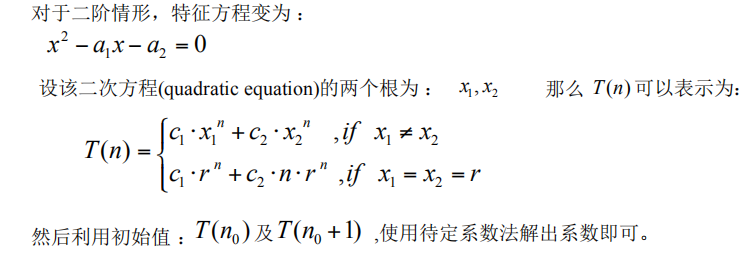 对于二阶情形，特征方程变为：
x² − a₁x − a₂ = 0
设该二次方程(quadratic equation)的两个根为： x₁, x₂ 那么 T(n) 可以表示为:
T(n) = { c₁·x₁ⁿ + c₂·x₂ⁿ ,if x₁ ≠ x₂
c₁·rⁿ + c₂·n·rⁿ ,if x₁ = x₂ = r
然后利用初始值：T(n₀) 及 T(n₀ + 1) ,使用待定系数法解出系数即可。